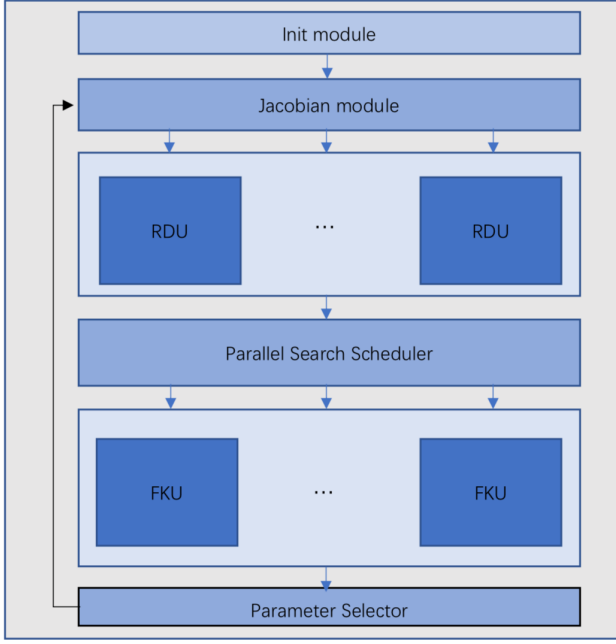 Init module
Jacobian module
RDU ... RDU
Parallel Search Scheduler
FKU ... FKU
Parameter Selector